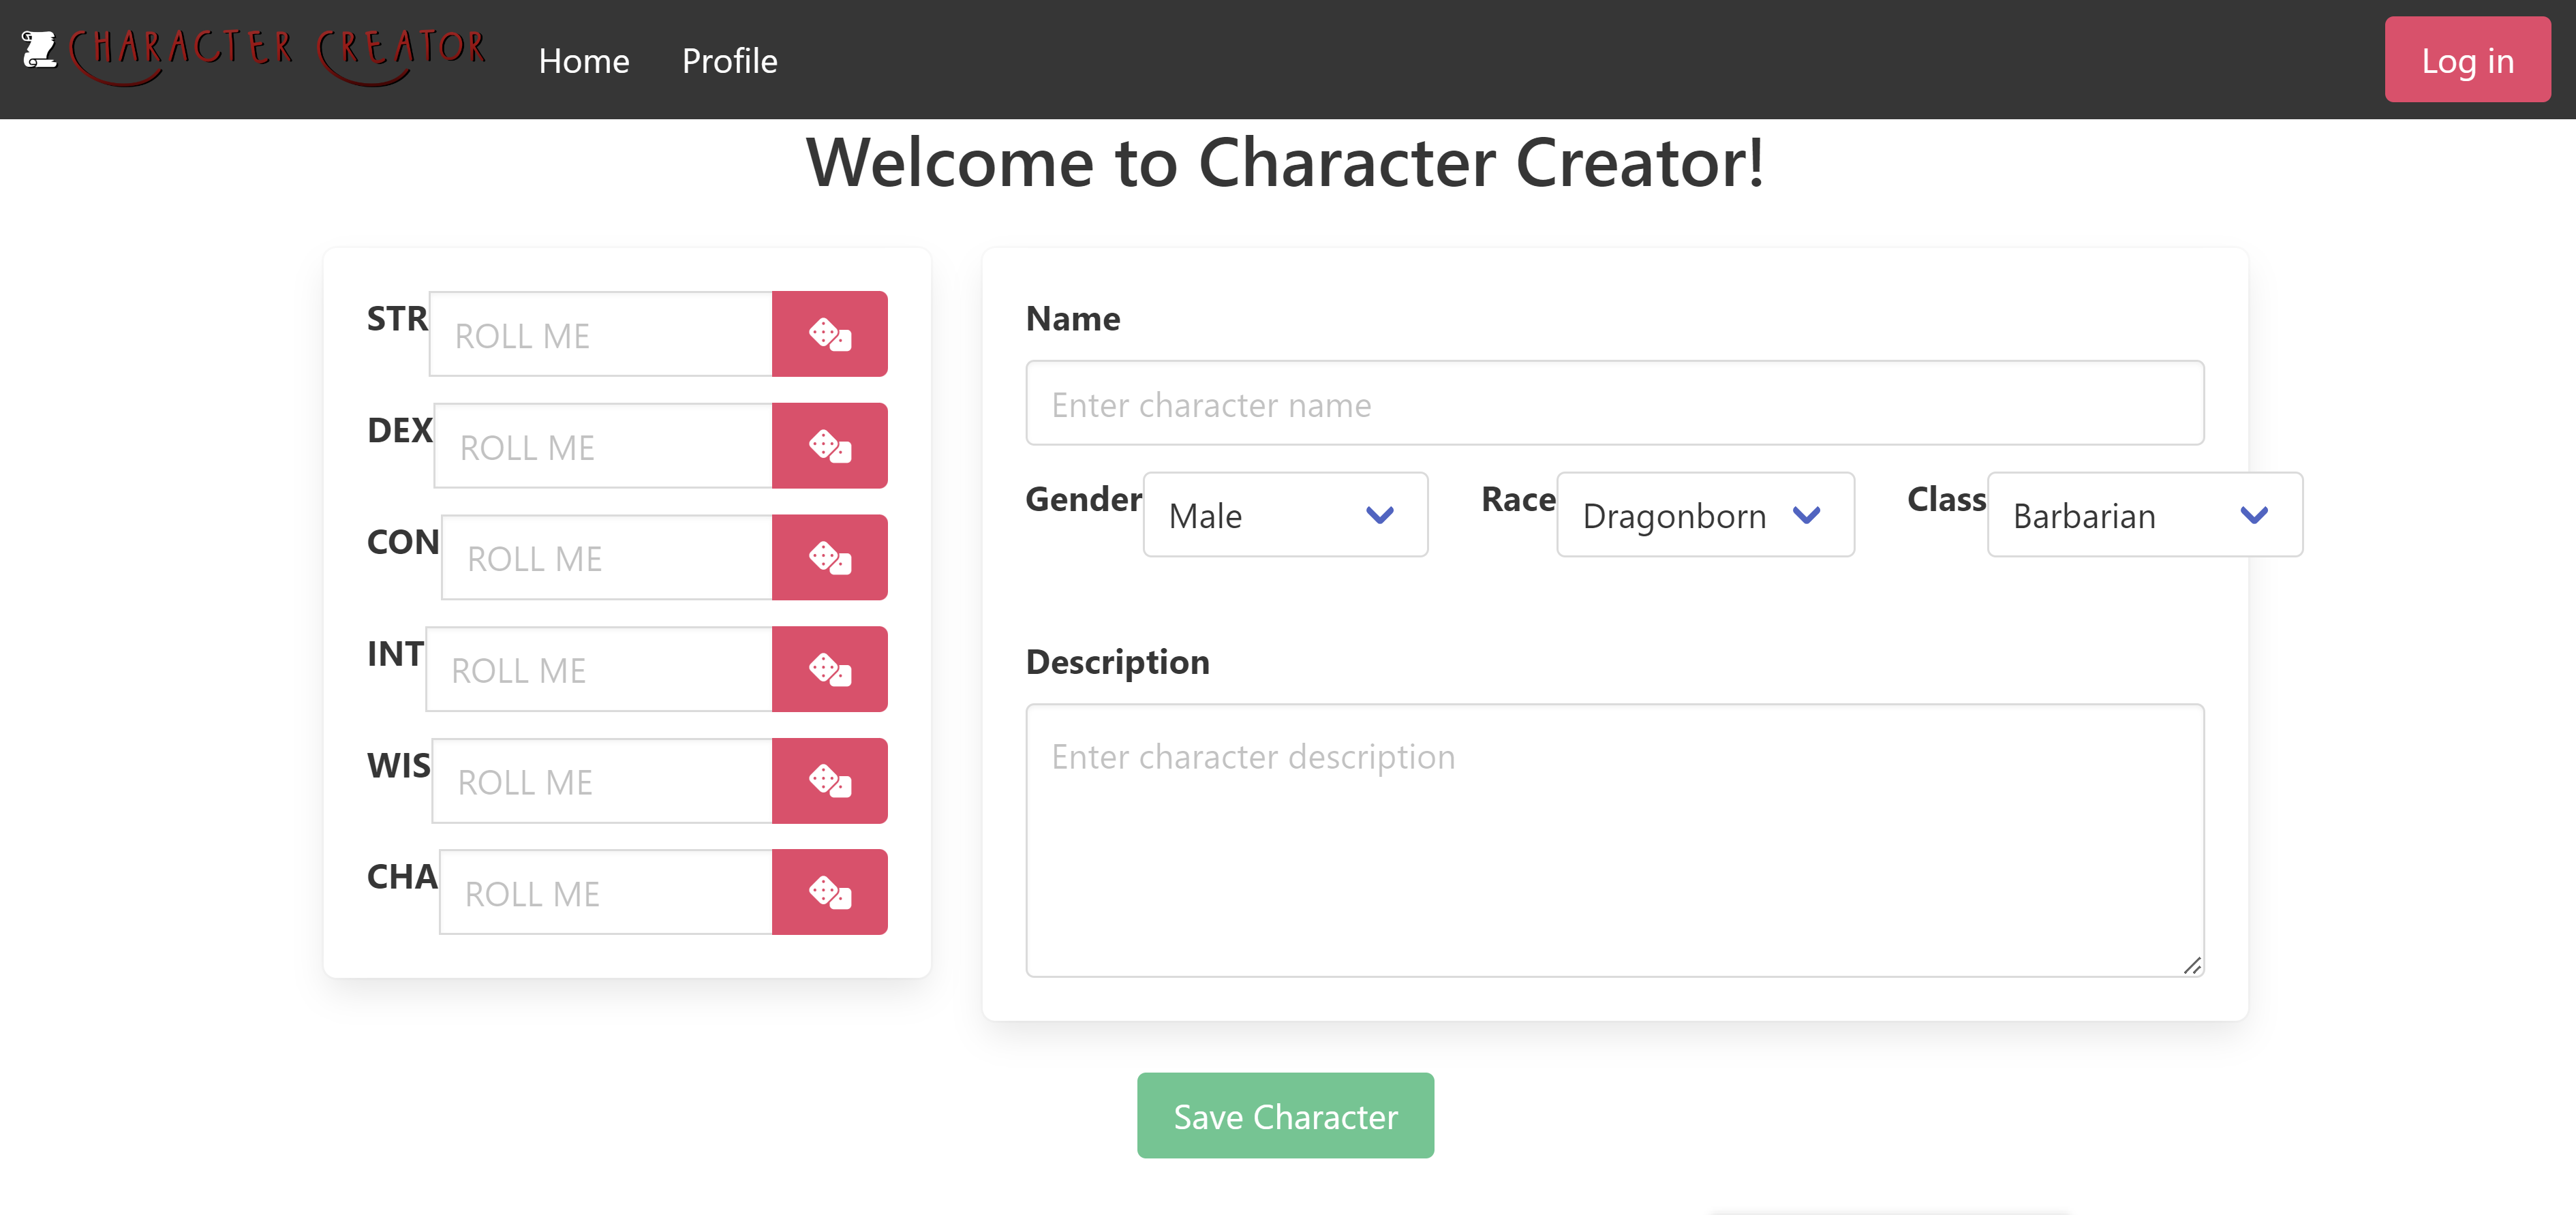 CHARACTER CREATOR Home Profile Log in
Welcome to Character Creator!
STR ROLL ME
DEX ROLL ME
CON ROLL ME
INT ROLL ME
WIS ROLL ME
CHA ROLL ME
Name
Enter character name
Gender Male Race Dragonborn Class Barbarian
Description
Enter character description
Save Character